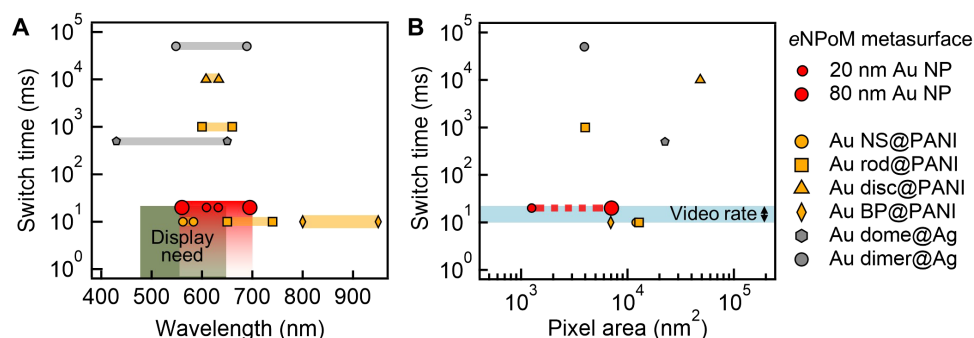 A
Switch time (ms)
10^5
10^4
10^3
10^2
10^1
10^0
Display
need
400 500 600 700 800 900
Wavelength (nm)
B
Switch time (ms)
10^5
10^4
10^3
10^2
10^1
10^0
Video rate
10^3 10^4 10^5
Pixel area (nm^2)
eNPoM metasurface
20 nm Au NP
80 nm Au NP
Au NS@PANI
Au rod@PANI
Au disc@PANI
Au BP@PANI
Au dome@Ag
Au dimer@Ag